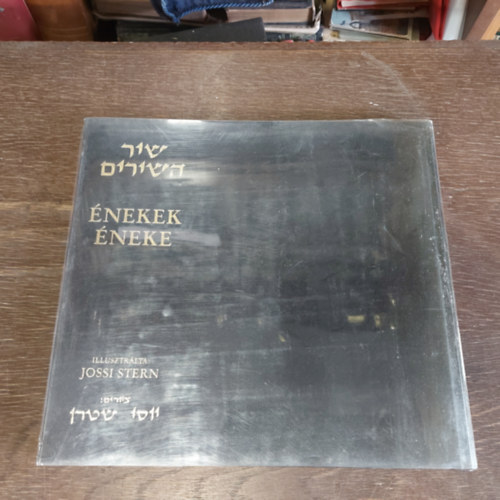 שיר
השירים
ÉNEKEK
ÉNEKE
ILLUSZTRÁLTA
JOSSI STERN
ציורים:
יוסי שטרן